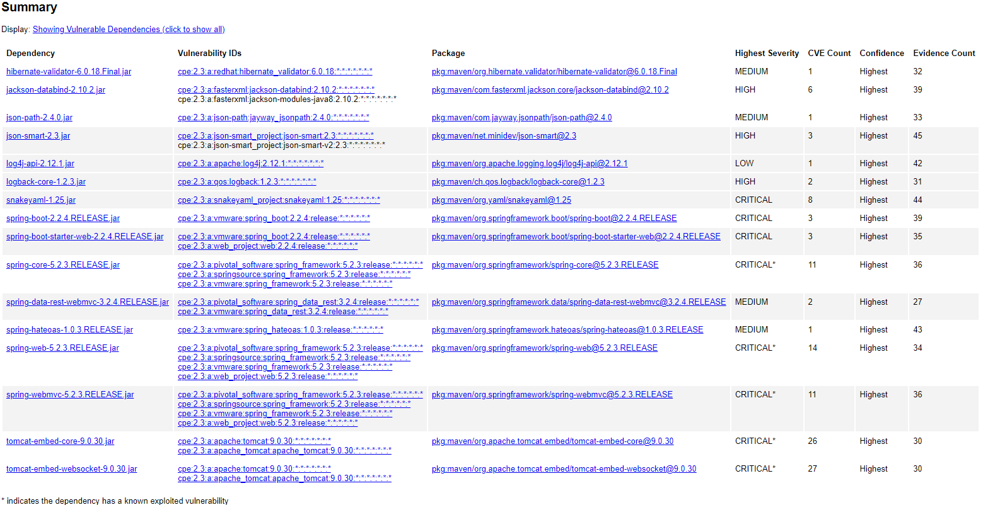 Summary
Display: Showing Vulnerable Dependencies (click to show all)
Dependency Vulnerability IDs Package Highest Severity CVE Count Confidence Evidence Count
hibernate-validator-6.0.18.Final.jar cpe:2.3:a:redhat:hibernate_validator:6.0.18:*:*:*:*:*:*:* pkg:maven/org.hibernate.validator/hibernate-validator@6.0.18.Final MEDIUM 1 Highest 32
jackson-databind-2.10.2.jar cpe:2.3:a:fasterxml:jackson-databind:2.10.2:*:*:*:*:*:*:* pkg:maven/com.fasterxml.jackson.core/jackson-databind@2.10.2 HIGH 6 Highest 39
cpe:2.3:a:fasterxml:jackson-modules-java8:2.10.2:*:*:*:*:*:*:*
json-path-2.4.0.jar cpe:2.3:a:json-path:jayway_jsonpath:2.4.0:*:*:*:*:*:*:* pkg:maven/com.jayway.jsonpath/json-path@2.4.0 MEDIUM 1 Highest 33
json-smart-2.3.jar cpe:2.3:a:json-smart_project:json-smart:2.3:*:*:*:*:*:*:* pkg:maven/net.minidev/json-smart@2.3 HIGH 3 Highest 45
cpe:2.3:a:json-smart_project:json-smart-v2:2.3:*:*:*:*:*:*:*
log4j-api-2.12.1.jar cpe:2.3:a:apache:log4j:2.12.1:*:*:*:*:*:*:* pkg:maven/org.apache.logging.log4j/log4j-api@2.12.1 LOW 1 Highest 42
logback-core-1.2.3.jar cpe:2.3:a:qos:logback:1.2.3:*:*:*:*:*:*:* pkg:maven/ch.qos.logback/logback-core@1.2.3 HIGH 2 Highest 31
snakeyaml-1.25.jar cpe:2.3:a:snakeyaml_project:snakeyaml:1.25:*:*:*:*:*:*:* pkg:maven/org.yaml/snakeyaml@1.25 CRITICAL 8 Highest 44
spring-boot-2.2.4.RELEASE.jar cpe:2.3:a:vmware:spring_boot:2.2.4:release:*:*:*:*:*:* pkg:maven/org.springframework.boot/spring-boot@2.2.4.RELEASE CRITICAL 3 Highest 39
spring-boot-starter-web-2.2.4.RELEASE.jar cpe:2.3:a:vmware:spring_boot:2.2.4:release:*:*:*:*:*:* pkg:maven/org.springframework.boot/spring-boot-starter-web@2.2.4.RELEASE CRITICAL 3 Highest 35
cpe:2.3:a:web_project:web:2.2.4:release:*:*:*:*:*:*
spring-core-5.2.3.RELEASE.jar cpe:2.3:a:pivotal_software:spring_framework:5.2.3:release:*:*:*:*:*:* pkg:maven/org.springframework/spring-core@5.2.3.RELEASE CRITICAL* 11 Highest 36
cpe:2.3:a:springsource:spring_framework:5.2.3:release:*:*:*:*:*:*
cpe:2.3:a:vmware:spring_framework:5.2.3:release:*:*:*:*:*:*
spring-data-rest-webmvc-3.2.4.RELEASE.jar cpe:2.3:a:pivotal_software:spring_data_rest:3.2.4:release:*:*:*:*:*:* pkg:maven/org.springframework.data/spring-data-rest-webmvc@3.2.4.RELEASE MEDIUM 2 Highest 27
cpe:2.3:a:vmware:spring_data_rest:3.2.4:release:*:*:*:*:*:*
spring-hateoas-1.0.3.RELEASE.jar cpe:2.3:a:vmware:spring_hateoas:1.0.3:release:*:*:*:*:*:* pkg:maven/org.springframework.hateoas/spring-hateoas@1.0.3.RELEASE MEDIUM 1 Highest 43
spring-web-5.2.3.RELEASE.jar cpe:2.3:a:pivotal_software:spring_framework:5.2.3:release:*:*:*:*:*:* pkg:maven/org.springframework/spring-web@5.2.3.RELEASE CRITICAL* 14 Highest 34
cpe:2.3:a:springsource:spring_framework:5.2.3:release:*:*:*:*:*:*
cpe:2.3:a:vmware:spring_framework:5.2.3:release:*:*:*:*:*:*
cpe:2.3:a:web_project:web:5.2.3:release:*:*:*:*:*:*
spring-webmvc-5.2.3.RELEASE.jar cpe:2.3:a:pivotal_software:spring_framework:5.2.3:release:*:*:*:*:*:* pkg:maven/org.springframework/spring-webmvc@5.2.3.RELEASE CRITICAL* 11 Highest 36
cpe:2.3:a:springsource:spring_framework:5.2.3:release:*:*:*:*:*:*
cpe:2.3:a:vmware:spring_framework:5.2.3:release:*:*:*:*:*:*
cpe:2.3:a:web_project:web:5.2.3:release:*:*:*:*:*:*
tomcat-embed-core-9.0.30.jar cpe:2.3:a:apache:tomcat:9.0.30:*:*:*:*:*:*:* pkg:maven/org.apache.tomcat.embed/tomcat-embed-core@9.0.30 CRITICAL* 26 Highest 30
cpe:2.3:a:apache_tomcat:apache_tomcat:9.0.30:*:*:*:*:*:*:*
tomcat-embed-websocket-9.0.30.jar cpe:2.3:a:apache:tomcat:9.0.30:*:*:*:*:*:*:* pkg:maven/org.apache.tomcat.embed/tomcat-embed-websocket@9.0.30 CRITICAL* 27 Highest 30
cpe:2.3:a:apache_tomcat:apache_tomcat:9.0.30:*:*:*:*:*:*:*
* indicates the dependency has a known exploited vulnerability